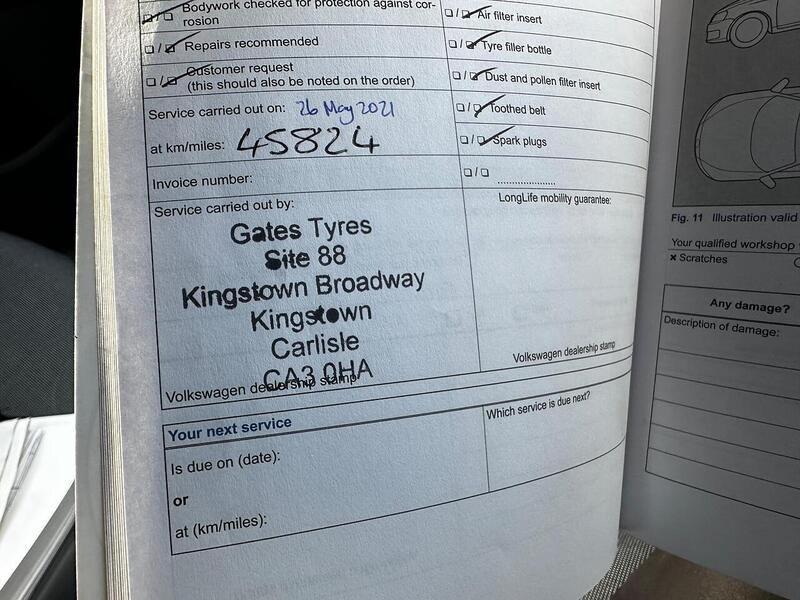 Bodywork checked for protection against cor-
rosion
Repairs recommended
Customer request
(this should also be noted on the order)
Service carried out on: 26 May 2021
at km/miles: 45824
Invoice number:
Service carried out by:
Gates Tyres
Site 88
Kingstown Broadway
Kingstown
Carlisle
CA3 0HA
Volkswagen dealership stamp
Air filter insert
Tyre filler bottle
Dust and pollen filter insert
Toothed belt
Spark plugs
LongLife mobility guarantee:
Volkswagen dealership stamp
Your next service
Is due on (date):
or
at (km/miles):
Which service is due next?
Fig. 11 Illustration valid
Your qualified workshop
× Scratches
Any damage?
Description of damage: